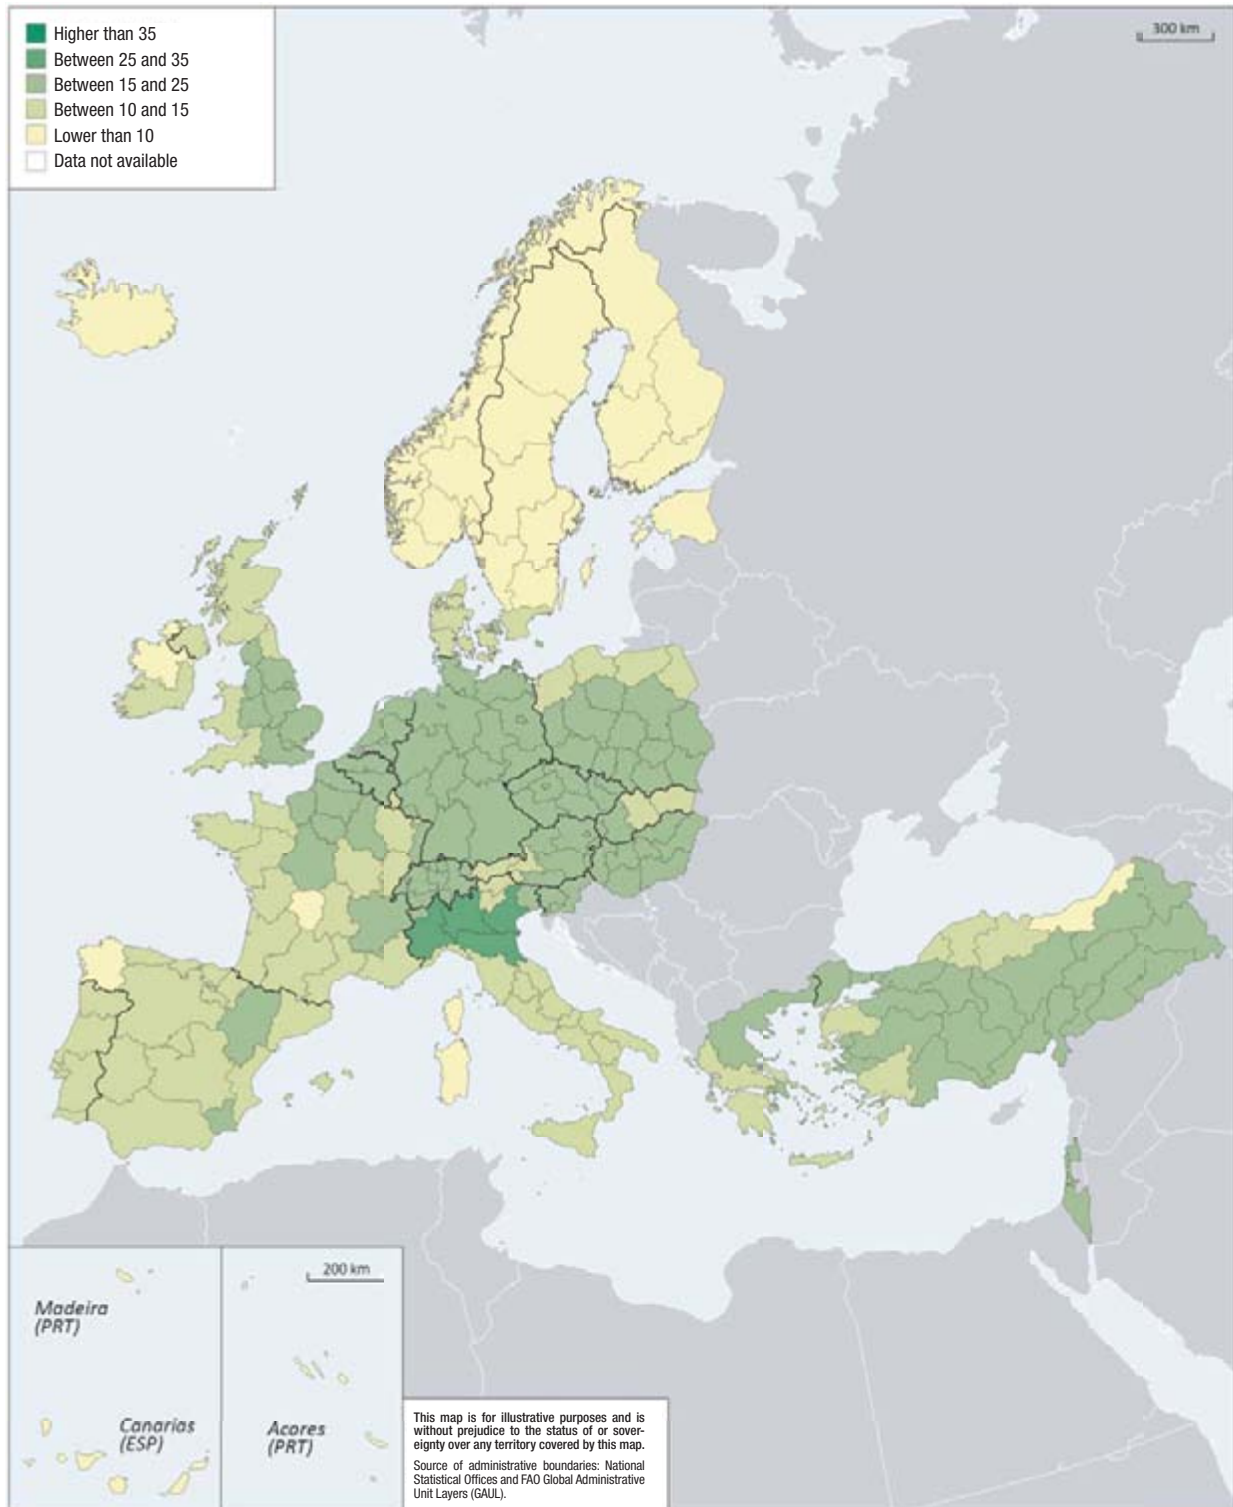 Higher than 35
Between 25 and 35
Between 15 and 25
Between 10 and 15
Lower than 10
Data not available
300 km
200 km
Madeira
(PRT)
Canarias
(ESP)
Acores
(PRT)
This map is for illustrative purposes and is
without prejudice to the status of or sover-
eignty over any territory covered by this map.
Source of administrative boundaries: National
Statistical Offices and FAO Global Administrative
Unit Layers (GAUL).